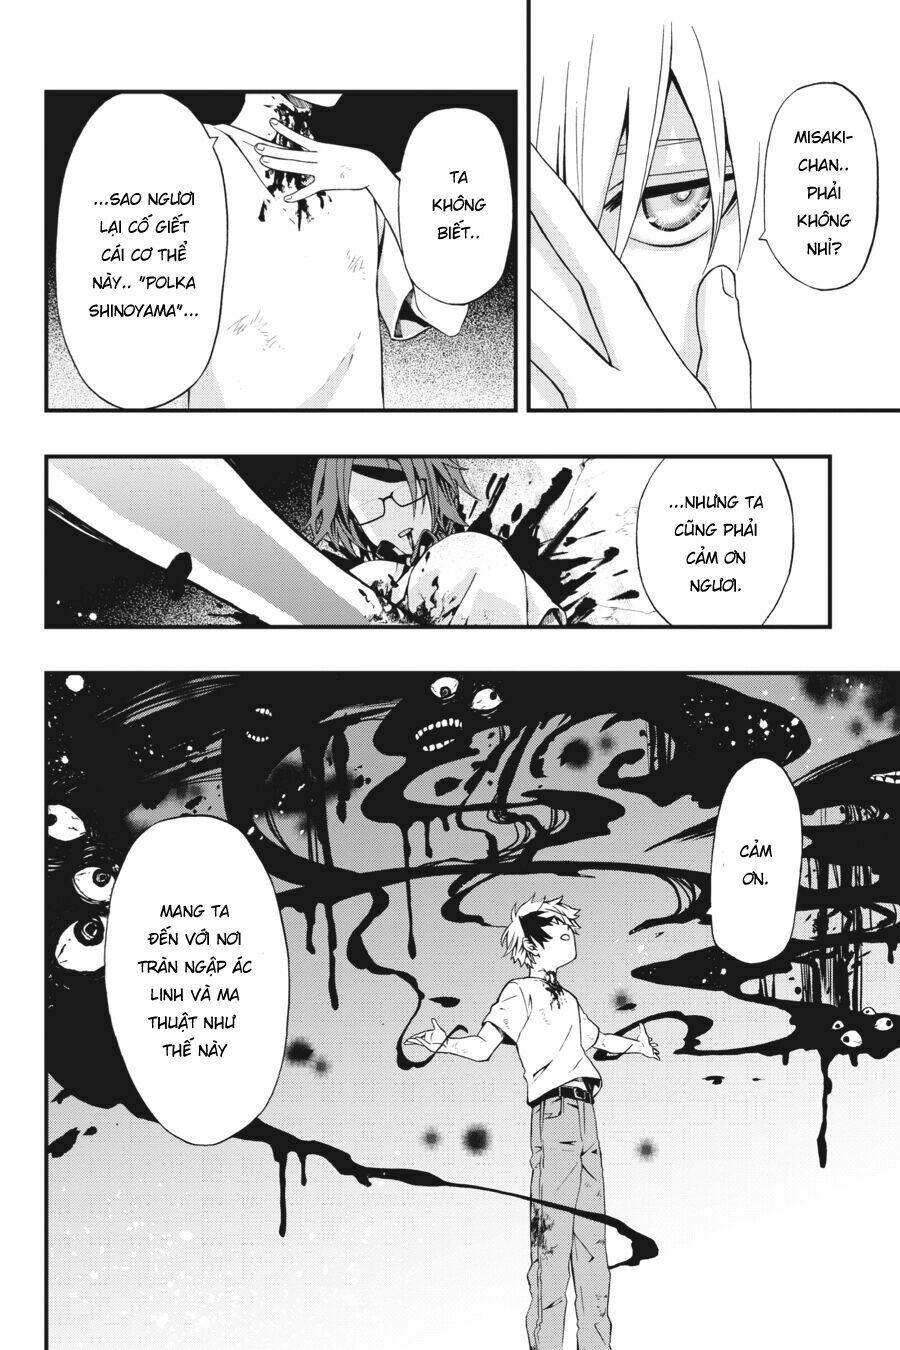 MISAKI-
CHAN..
PHẢI
KHÔNG
NHỈ?
TA
KHÔNG
BIẾT..
...SAO NGƯƠI
LẠI CỐ GIẾT
CÁI CƠ THỂ
NÀY.. "POLKA
SHINOYAMA"...
...NHƯNG TA
CŨNG PHẢI
CẢM ƠN
NGƯƠI.
CẢM
ƠN.
MANG TA
ĐẾN VỚI NƠI
TRÀN NGẬP ÁC
LINH VÀ MA
THUẬT NHƯ
THẾ NÀY